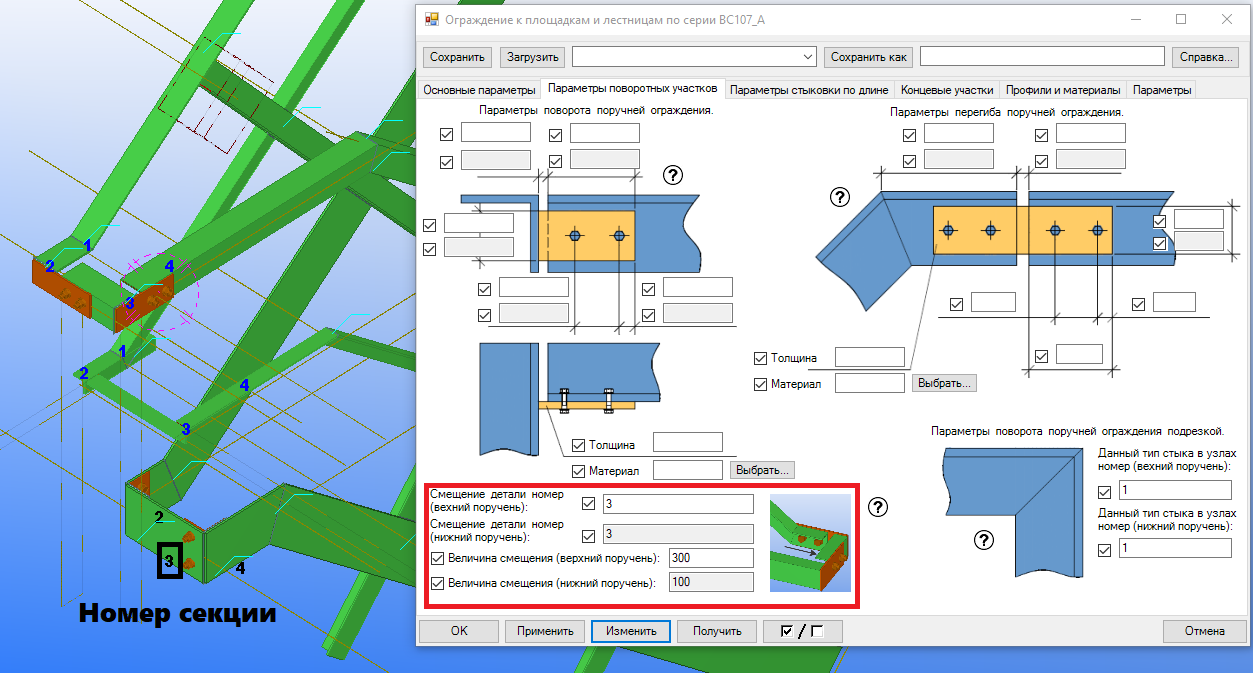 Ограждение к площадкам и лестницам по серии ВС107_А
Сохранить Загрузить Сохранить как Справка...
Основные параметры Параметры поворотных участков Параметры стыковки по длине Концевые участки Профили и материалы Параметры
Параметры поворота поручней ограждения.
Параметры перегиба поручней ограждения.
?
?
Толщина
Материал Выбрать...
Толщина
Материал Выбрать...
Параметры поворота поручней ограждения подрезкой.
Данный тип стыка в узлах
номер (вехний поручень):
1
Данный тип стыка в узлах
номер (нижний поручень):
1
?
Смещение детали номер
(вехний поручень):
3
Смещение детали номер
(нижний поручень):
3
Величина смещения (верхний поручень): 300
Величина смещения (нижний поручень): 100
?
OK Применить Изменить Получить / Отмена
1
2
4
3
1
2
4
3
2
3
4
Номер секции